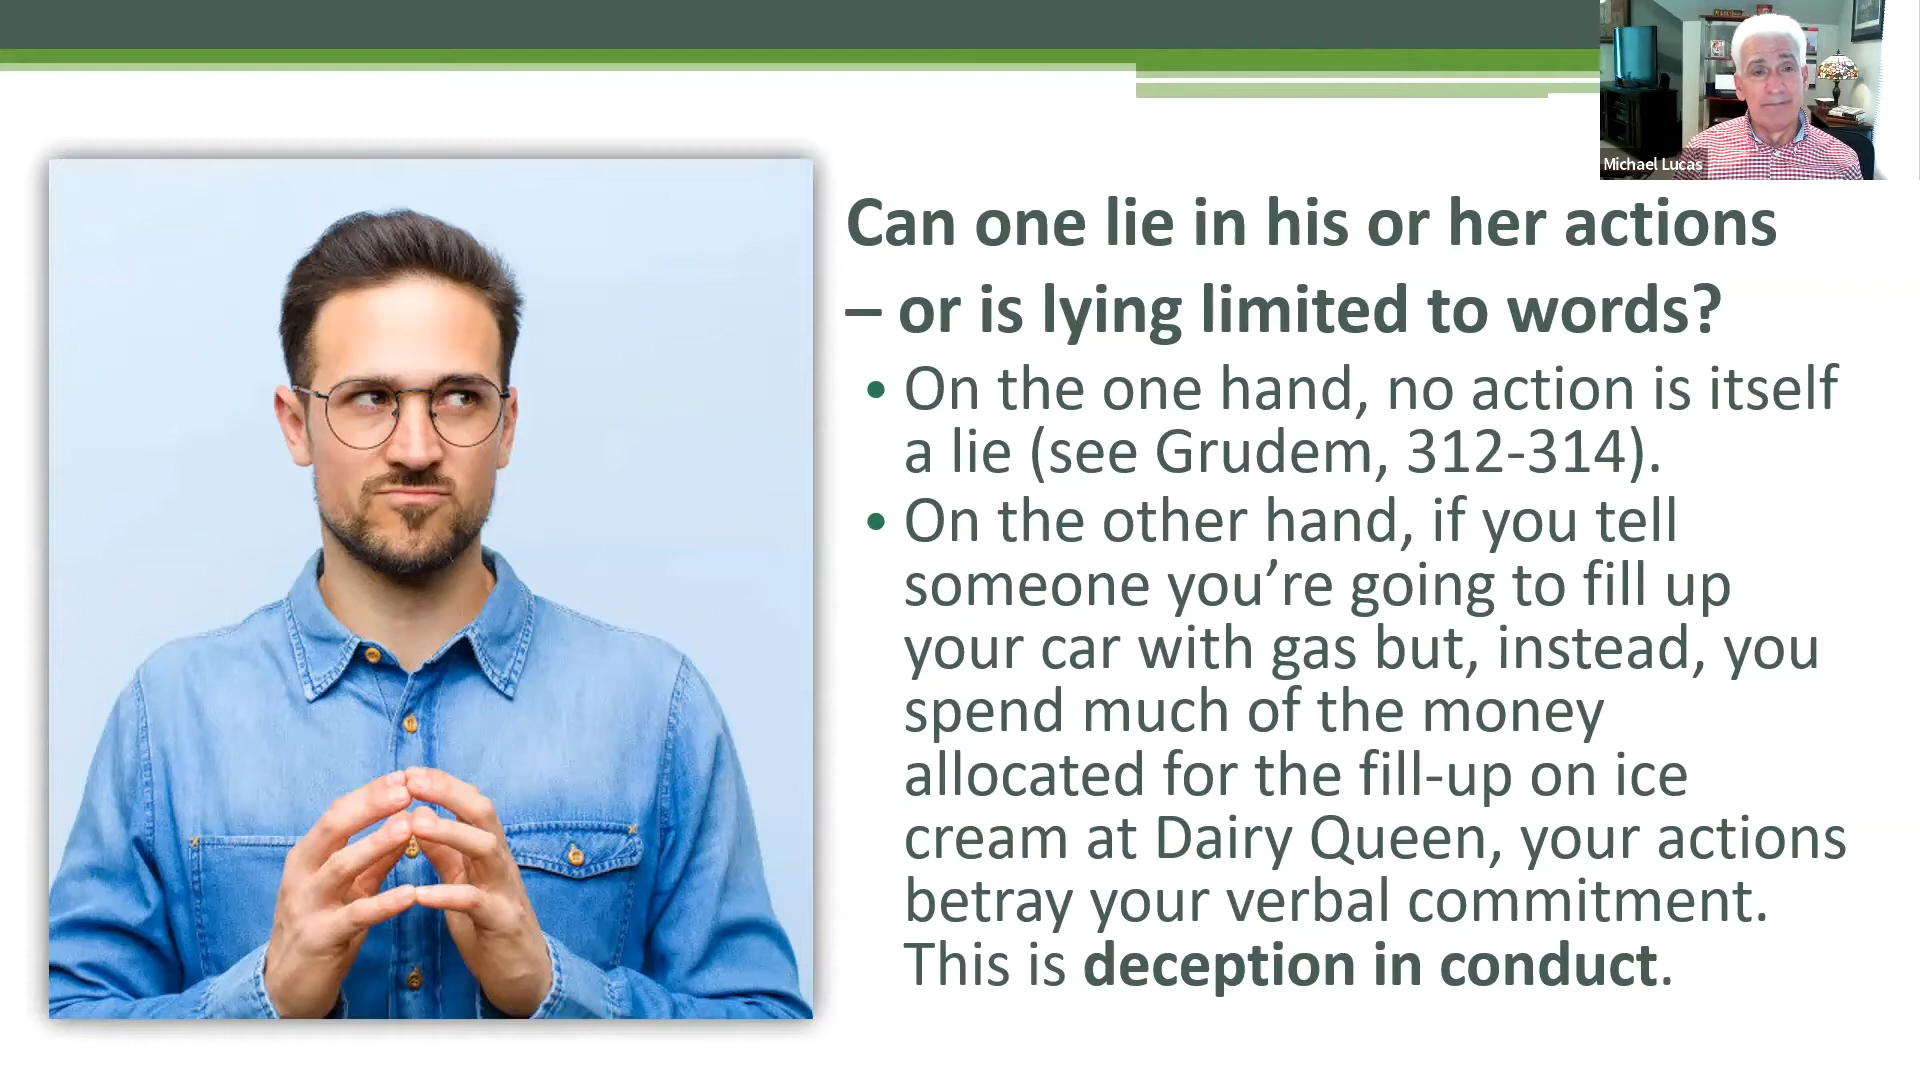 Michael Lucas
Can one lie in his or her actions
– or is lying limited to words?
• On the one hand, no action is itself
a lie (see Grudem, 312-314).
• On the other hand, if you tell
someone you’re going to fill up
your car with gas but, instead, you
spend much of the money
allocated for the fill-up on ice
cream at Dairy Queen, your actions
betray your verbal commitment.
This is deception in conduct.